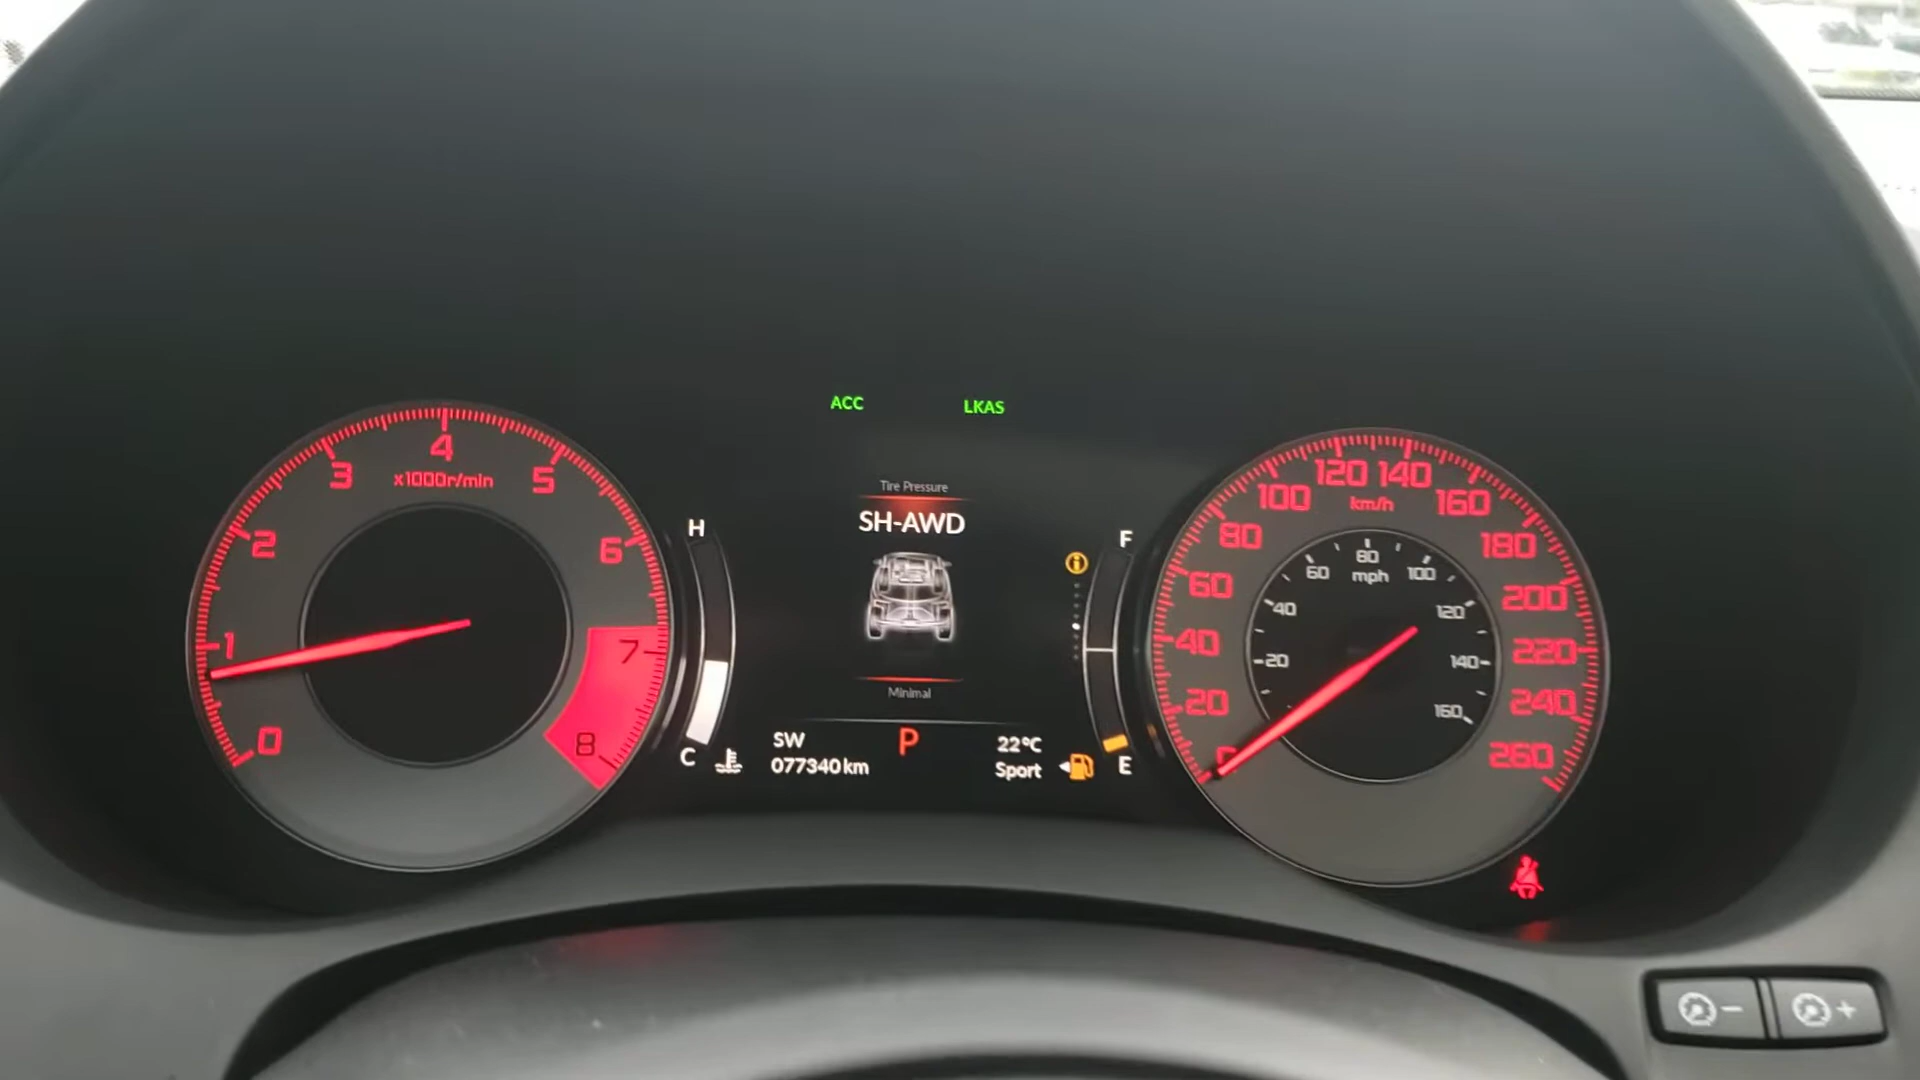 ACC LKAS
0
1
2
3
4
5
6
7
8
x1000r/min
H
C
Tire Pressure
SH-AWD
Minimal
SW
077340km
P
22°C
Sport
F
E
0
20
40
60
80
100
120
140
160
180
200
220
240
260
km/h
20
40
60
80
100
120
140
160
mph
- +